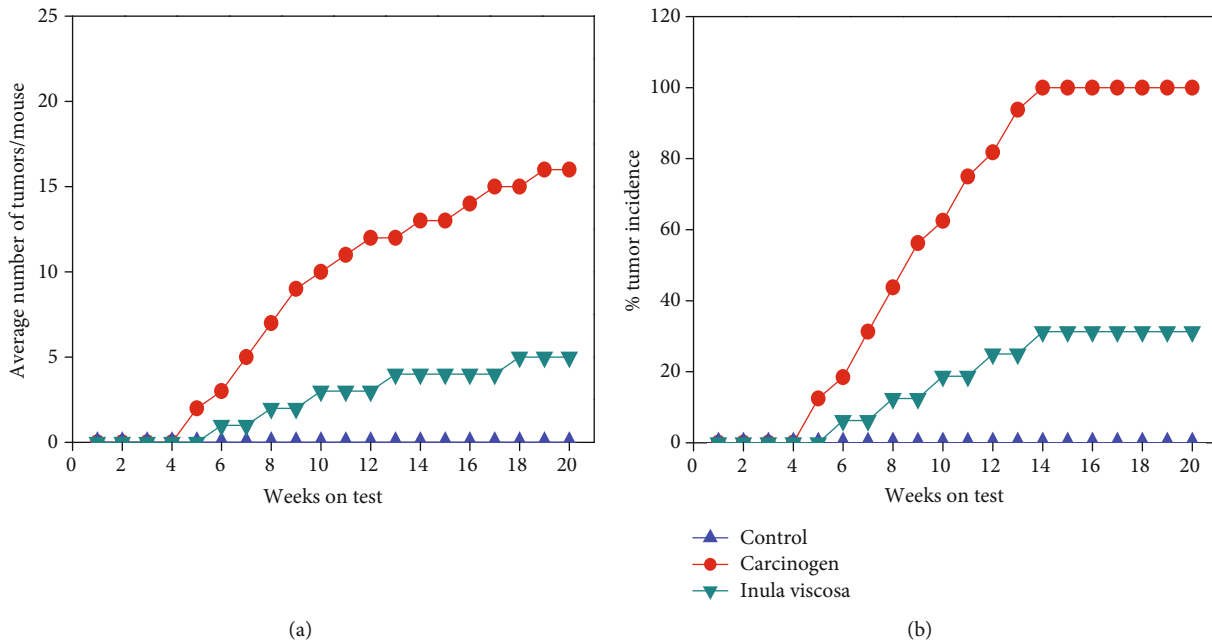 25
20
15
10
5
0
Average number of tumors/mouse
0 2 4 6 8 10 12 14 16 18 20
Weeks on test
(a)
120
100
80
60
40
20
0
% tumor incidence
0 2 4 6 8 10 12 14 16 18 20
Weeks on test
Control
Carcinogen
Inula viscosa
(b)